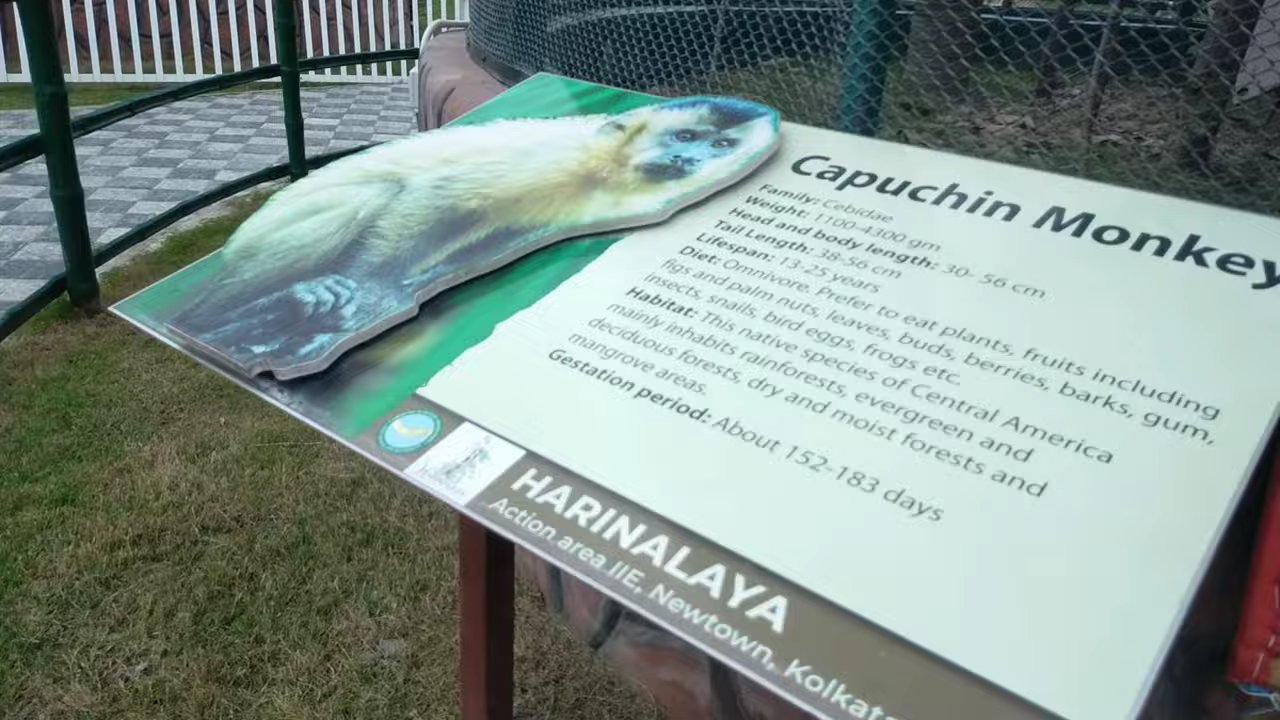 Capuchin Monkey
Family: Cebidae
Weight: 1100-4300 gm
Head and body length: 30- 56 cm
Tail Length: 38-56 cm
Lifespan: 13-25 years
Diet: Omnivore. Prefer to eat plants, fruits including
figs and palm nuts, leaves, buds, berries, barks, gum,
insects, snails, bird eggs, frogs etc.
Habitat: This native species of Central America
mainly inhabits rainforests, evergreen and
deciduous forests, dry and moist forests and
mangrove areas.
Gestation period: About 152-183 days
HARINALAYA
Action area IIE, Newtown, Kolkata